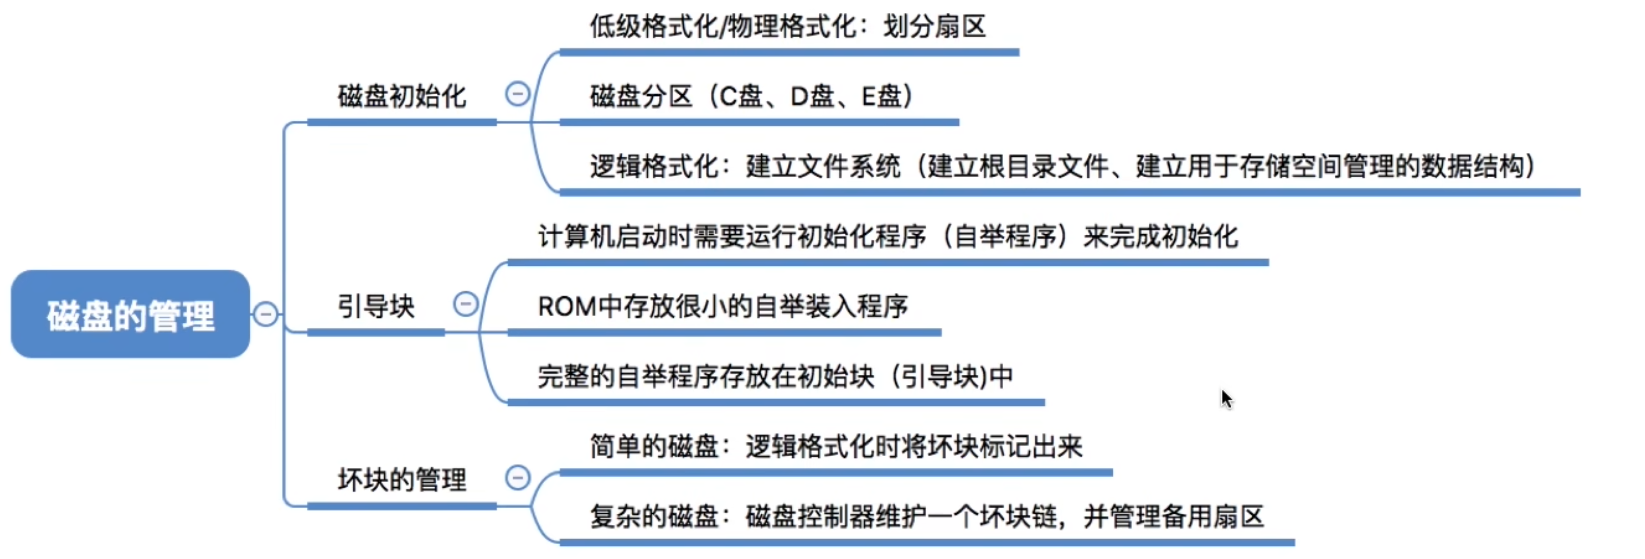 磁盘的管理
磁盘初始化
低级格式化/物理格式化：划分扇区
磁盘分区（C盘、D盘、E盘）
逻辑格式化：建立文件系统（建立根目录文件、建立用于存储空间管理的数据结构）
引导块
计算机启动时需要运行初始化程序（自举程序）来完成初始化
ROM中存放很小的自举装入程序
完整的自举程序存放在初始块（引导块)中
坏块的管理
简单的磁盘：逻辑格式化时将坏块标记出来
复杂的磁盘：磁盘控制器维护一个坏块链，并管理备用扇区